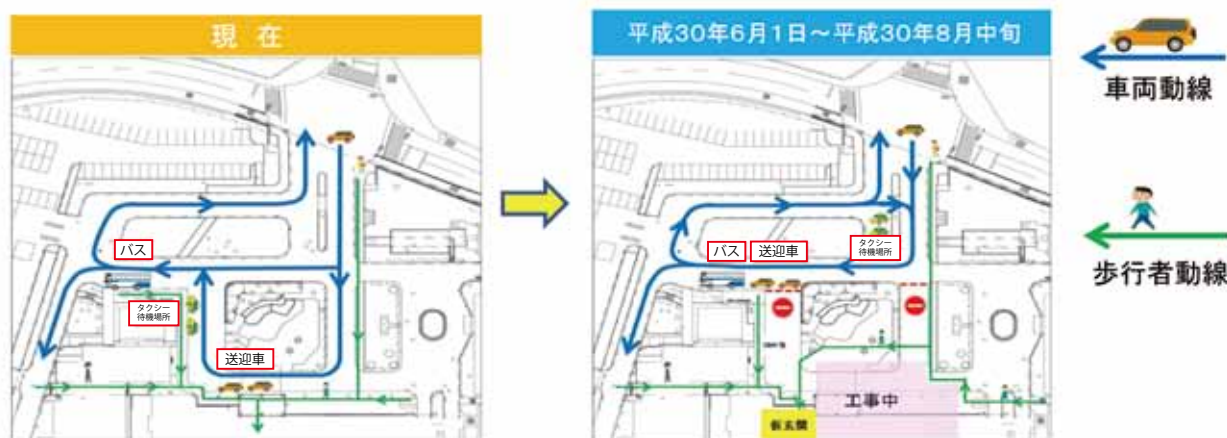 現在
バス
タクシー
待機場所
送迎車
平成30年6月1日～平成30年8月中旬
バス
送迎車
タクシー
待機場所
工事中
仮玄関
車両動線
歩行者動線